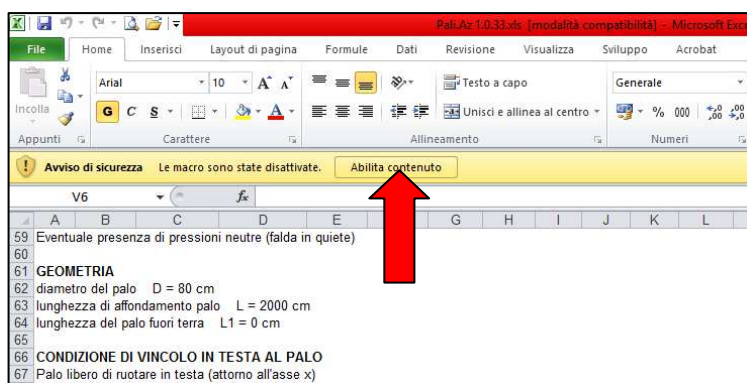 Pali.Az 1.0.33.xls [modalità compatibilità] - Microsoft Exce
File Home Inserisci Layout di pagina Formule Dati Revisione Visualizza Sviluppo Acrobat
Arial 10 A A Testo a capo Generale
Incolla G C S A Unisci e allinea al centro % 000 ,00 ,00
Appunti Carattere Allineamento Numeri
Avviso di sicurezza Le macro sono state disattivate. Abilita contenuto
V6 fx
A B C D E G H I J K L
59 Eventuale presenza di pressioni neutre (falda in quiete)
60
61 GEOMETRIA
62 diametro del palo D = 80 cm
63 lunghezza di affondamento palo L = 2000 cm
64 lunghezza del palo fuori terra L1 = 0 cm
65
66 CONDIZIONE DI VINCOLO IN TESTA AL PALO
67 Palo libero di ruotare in testa (attorno all'asse x)